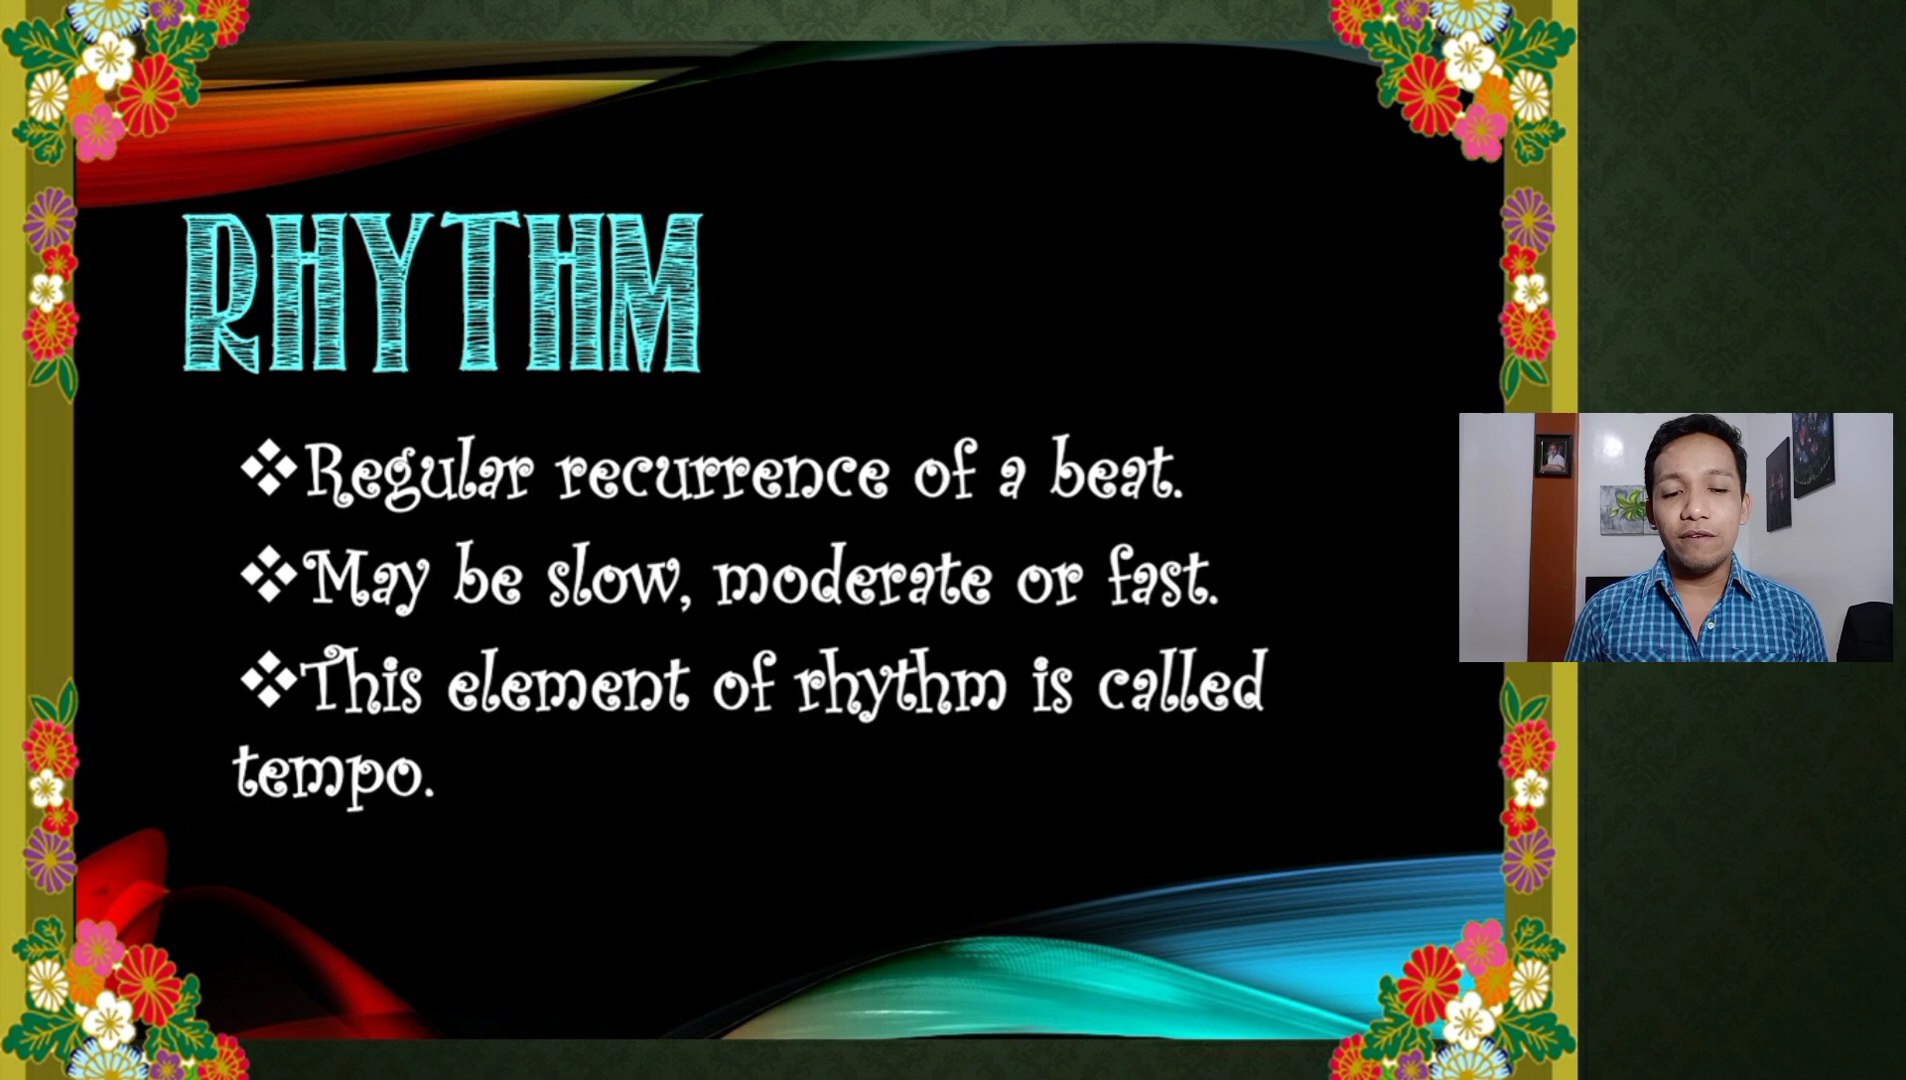 RHYTHM
❖Regular recurrence of a beat.
❖May be slow, moderate or fast.
❖This element of rhythm is called
tempo.